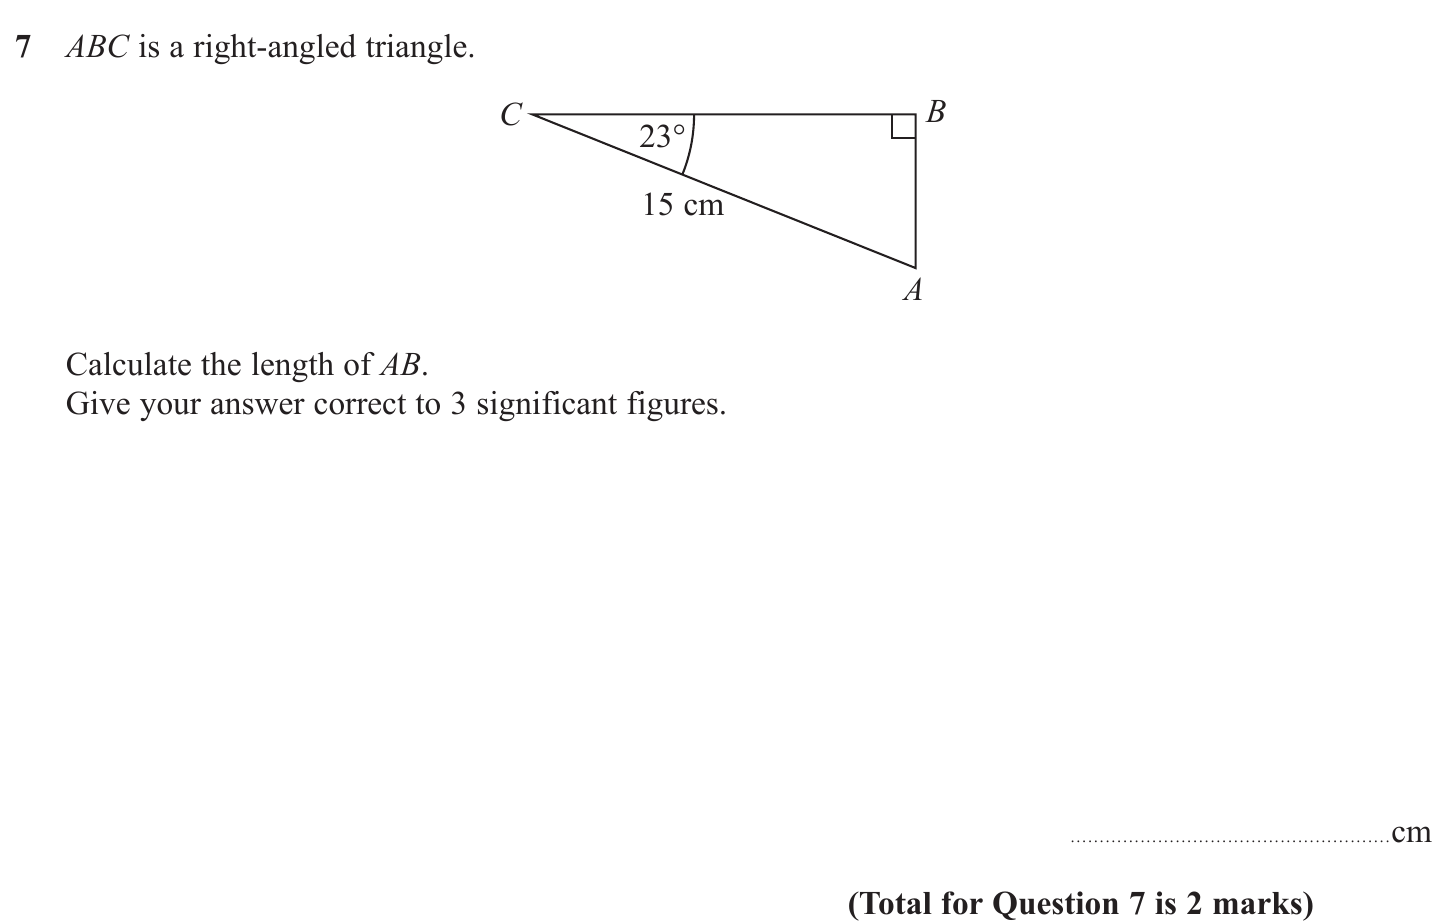 7 ABC is a right-angled triangle.
C
B
23°
15 cm
A
Calculate the length of AB.
Give your answer correct to 3 significant figures.
........................................................cm
(Total for Question 7 is 2 marks)